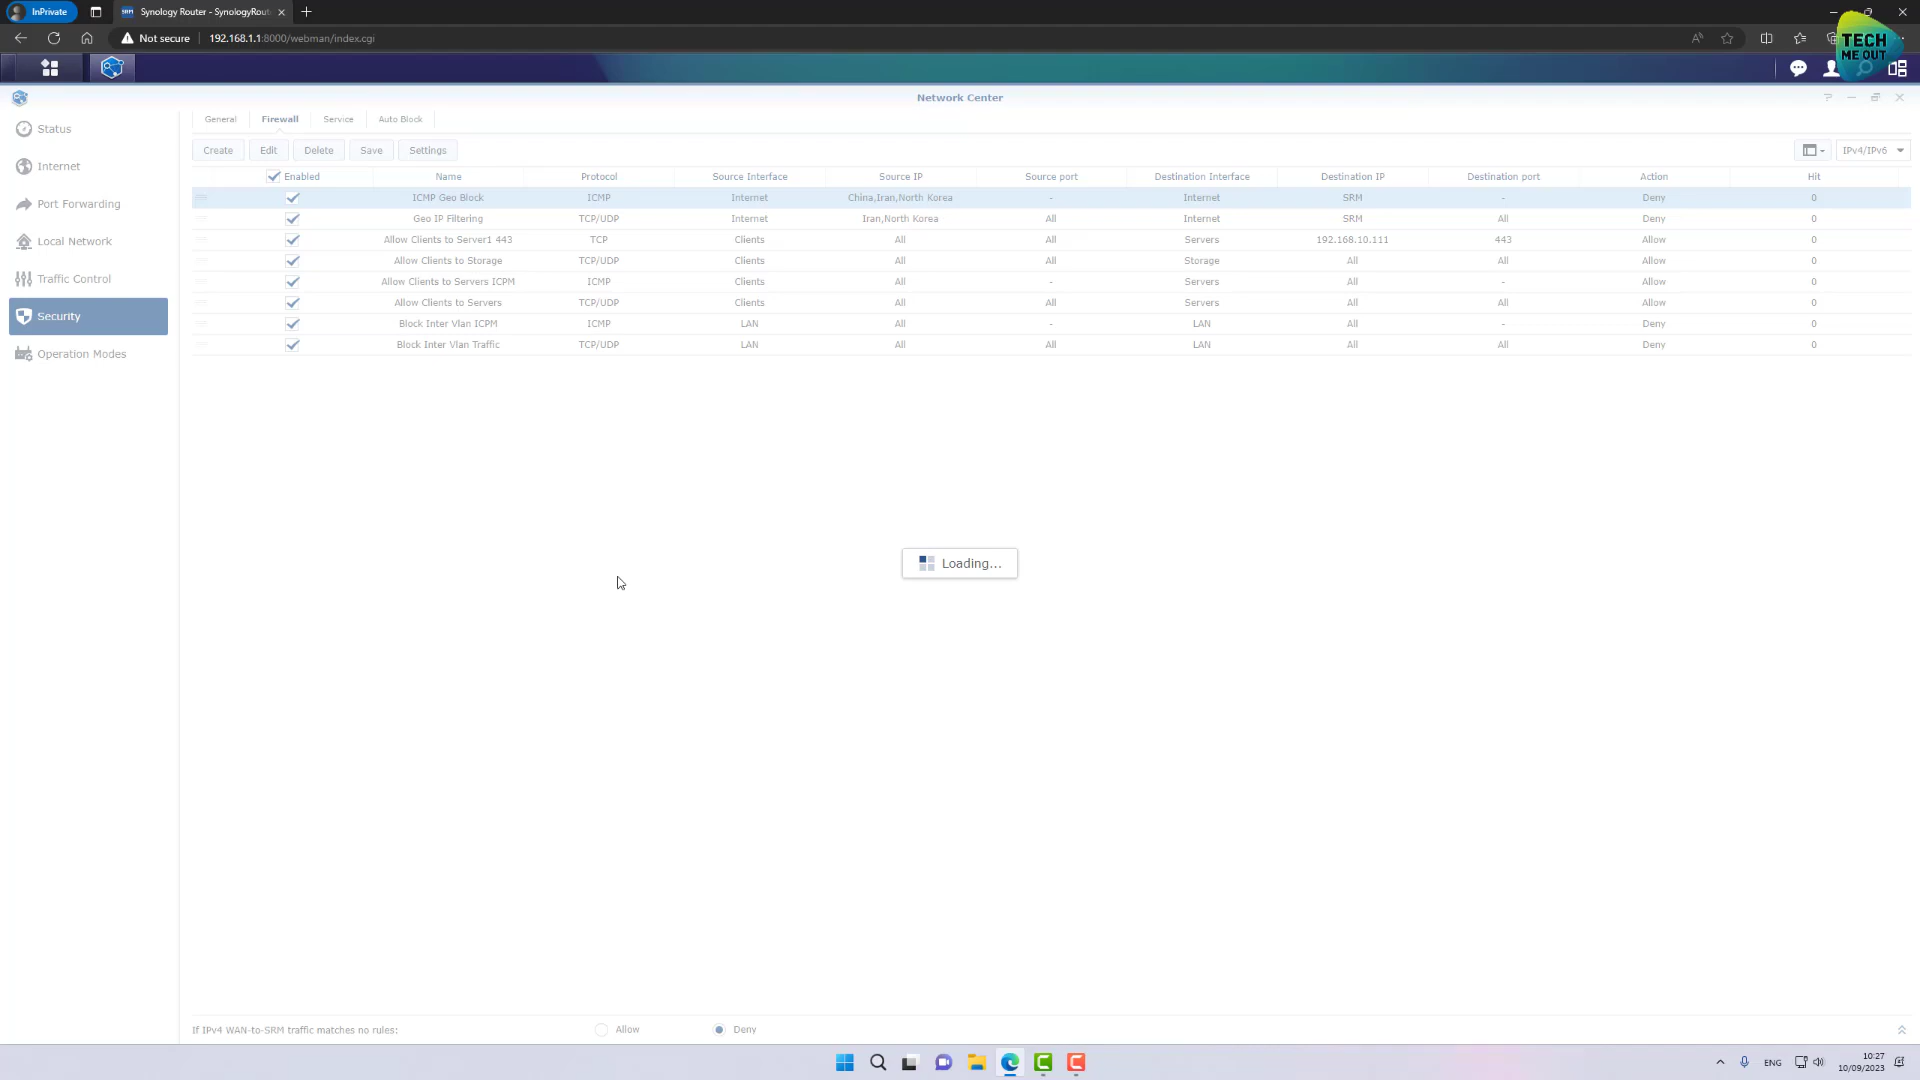 InPrivate
Synology Router - SynologyRout
Not secure
192.168.1.1:8000/webman/index.cgi
TECH
ME OUT
Network Center
Status
Internet
Port Forwarding
Local Network
Traffic Control
Security
Operation Modes
General Firewall Service Auto Block
Create Edit Delete Save Settings IPv4/IPv6
Enabled Name Protocol Source Interface Source IP Source port Destination Interface Destination IP Destination port Action Hit
ICMP Geo Block ICMP Internet China,Iran,North Korea - Internet SRM - Deny 0
Geo IP Filtering TCP/UDP Internet Iran,North Korea All Internet SRM All Deny 0
Allow Clients to Server1 443 TCP Clients All All Servers 192.168.10.111 443 Allow 0
Allow Clients to Storage TCP/UDP Clients All All Storage All All Allow 0
Allow Clients to Servers ICPM ICMP Clients All - Servers All - Allow 0
Allow Clients to Servers TCP/UDP Clients All All Servers All All Allow 0
Block Inter Vlan ICPM ICMP LAN All - LAN All - Deny 0
Block Inter Vlan Traffic TCP/UDP LAN All All LAN All All Deny 0
Loading...
If IPv4 WAN-to-SRM traffic matches no rules: Allow Deny
ENG
10:27
10/09/2023